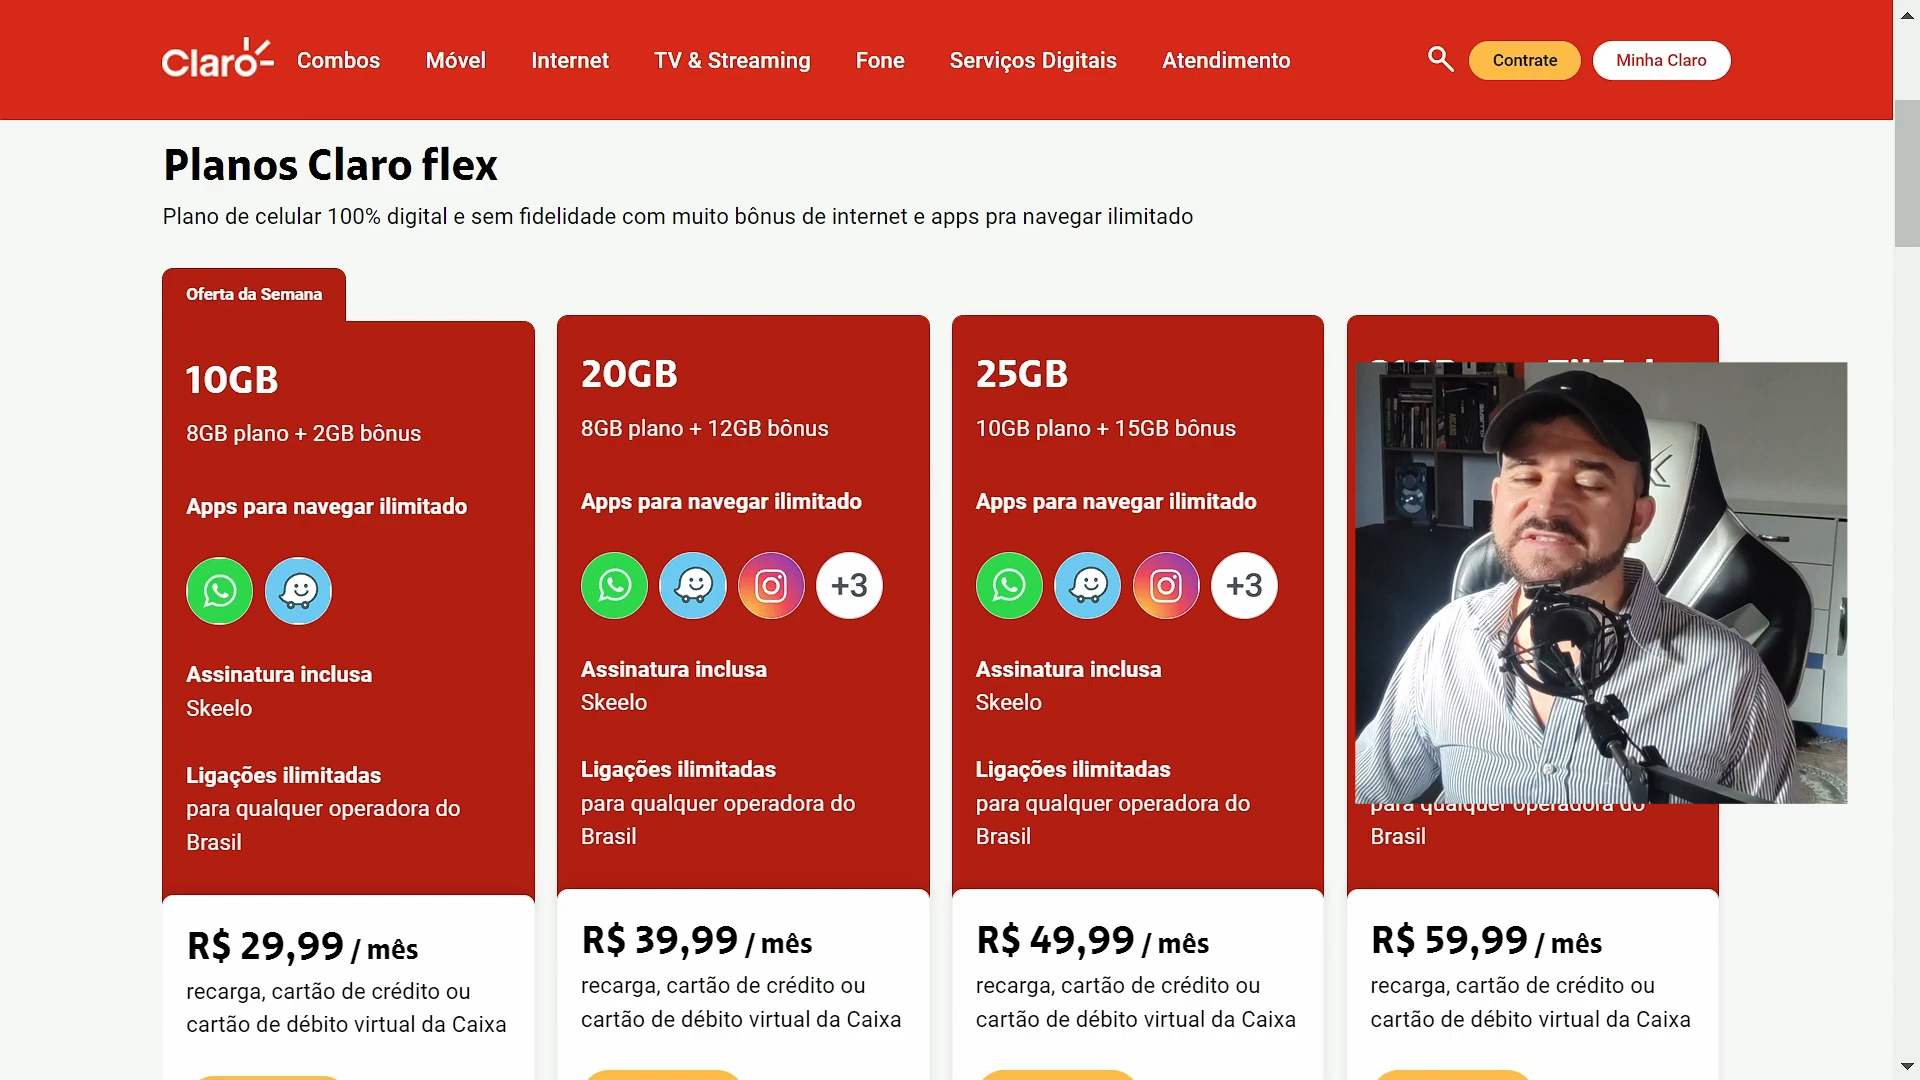 Claro
Combos
Móvel
Internet
TV & Streaming
Fone
Serviços Digitais
Atendimento
Contrate
Minha Claro
Planos Claro flex
Plano de celular 100% digital e sem fidelidade com muito bônus de internet e apps pra navegar ilimitado
Oferta da Semana
10GB
8GB plano + 2GB bônus
Apps para navegar ilimitado
Assinatura inclusa
Skeelo
Ligações ilimitadas
para qualquer operadora do
Brasil
R$ 29,99 / mês
recarga, cartão de crédito ou
cartão de débito virtual da Caixa
20GB
8GB plano + 12GB bônus
Apps para navegar ilimitado
+3
Assinatura inclusa
Skeelo
Ligações ilimitadas
para qualquer operadora do
Brasil
R$ 39,99 / mês
recarga, cartão de crédito ou
cartão de débito virtual da Caixa
25GB
10GB plano + 15GB bônus
Apps para navegar ilimitado
+3
Assinatura inclusa
Skeelo
Ligações ilimitadas
para qualquer operadora do
Brasil
R$ 49,99 / mês
recarga, cartão de crédito ou
cartão de débito virtual da Caixa
para qualquer operadora do
Brasil
R$ 59,99 / mês
recarga, cartão de crédito ou
cartão de débito virtual da Caixa